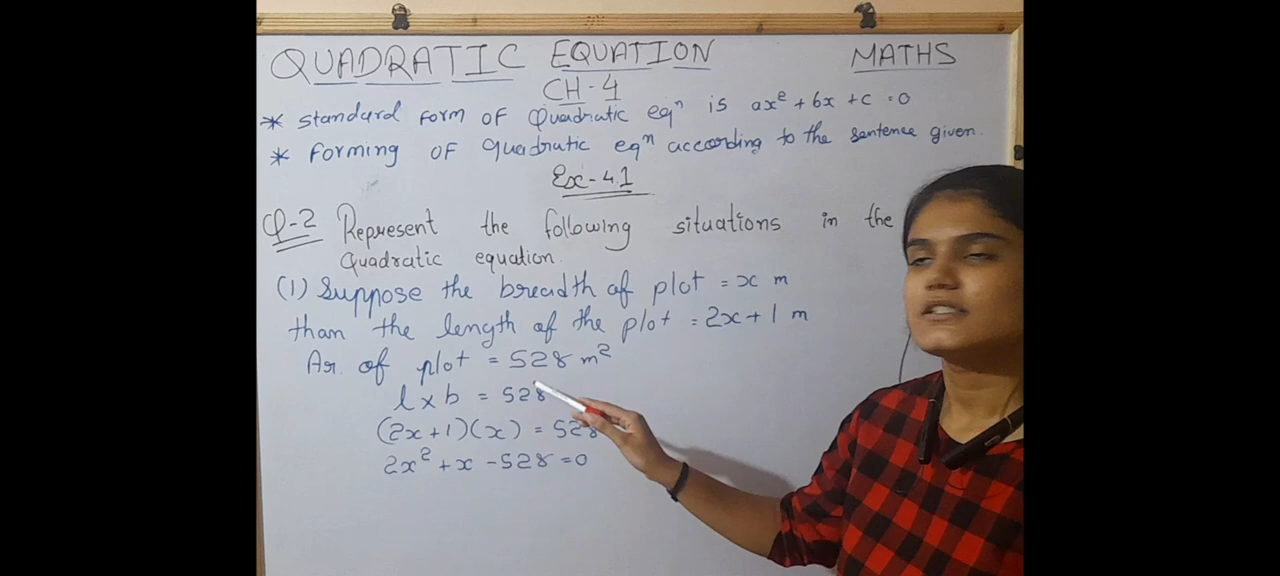 QUADRATIC EQUATION MATHS
CH-4
* Standard form of Quadratic eqⁿ is ax² + bx + c = 0
* Forming of quadratic eqⁿ according to the sentence given.
Ex-4.1
Q-2 Represent the following situations in the
Quadratic equation.
(1) Suppose the breadth of plot = x m
than the length of the plot = 2x+1 m
Ar. of plot = 528 m²
l x b = 528
(2x+1)(x) = 528
2x² + x - 528 = 0